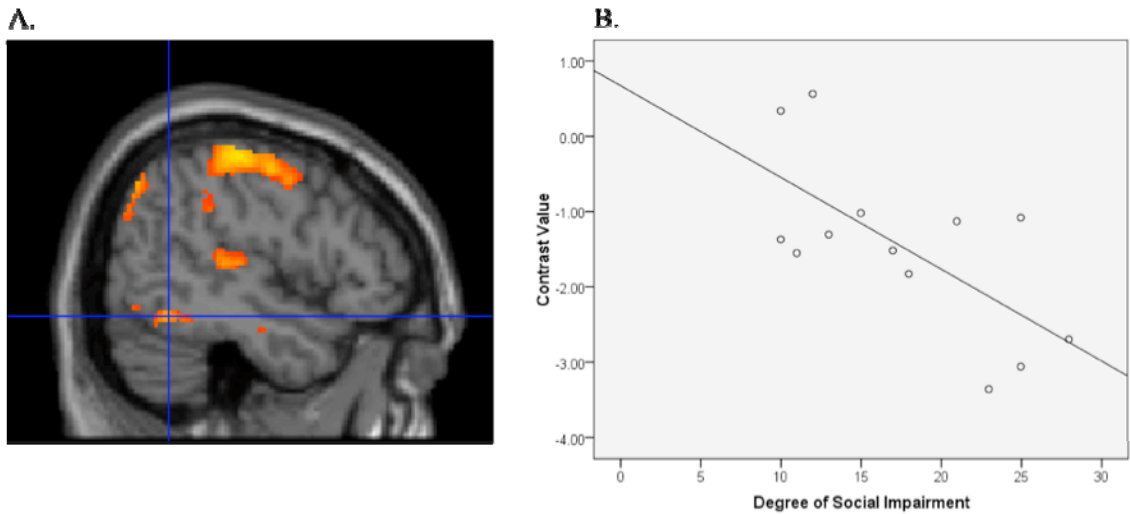 A.
B.
1.00
0.00
-1.00
-2.00
-3.00
-4.00
Contrast Value
0 5 10 15 20 25 30
Degree of Social Impairment